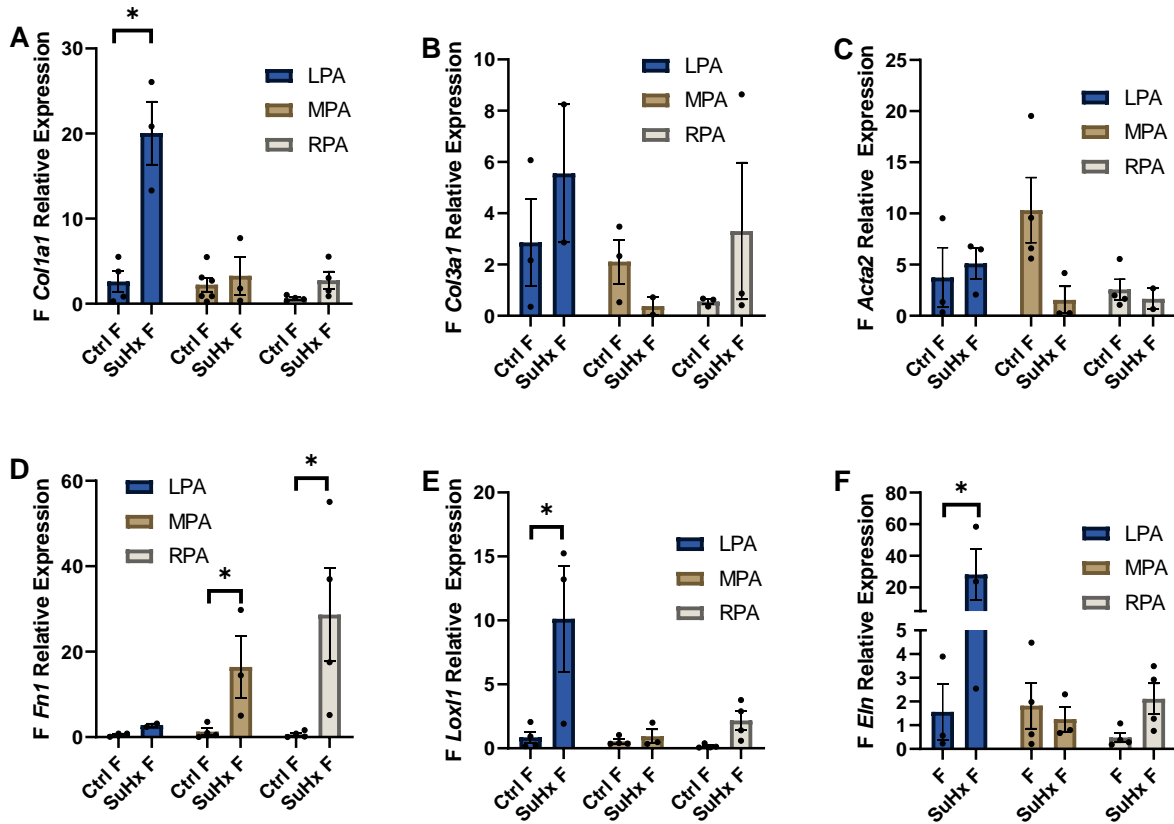 A
F Col1a1 Relative Expression
30
20
10
0
*
LPA
MPA
RPA
Ctrl F
SuHx F
Ctrl F
SuHx F
Ctrl F
SuHx F
B
F Col3a1 Relative Expression
10
8
6
4
2
0
LPA
MPA
RPA
Ctrl F
SuHx F
Ctrl F
SuHx F
Ctrl F
SuHx F
C
F Acta2 Relative Expression
25
20
15
10
5
0
LPA
MPA
RPA
Ctrl F
SuHx F
Ctrl F
SuHx F
Ctrl F
SuHx F
D
F Fn1 Relative Expression
60
40
20
0
LPA
MPA
RPA
*
*
Ctrl F
SuHx F
Ctrl F
SuHx F
Ctrl F
SuHx F
E
F Loxl1 Relative Expression
20
15
10
5
0
*
LPA
MPA
RPA
Ctrl F
SuHx F
Ctrl F
SuHx F
Ctrl F
SuHx F
F
F Eln Relative Expression
80
60
40
20
5
4
3
2
1
0
*
LPA
MPA
RPA
F
SuHx F
F
SuHx F
F
SuHx F